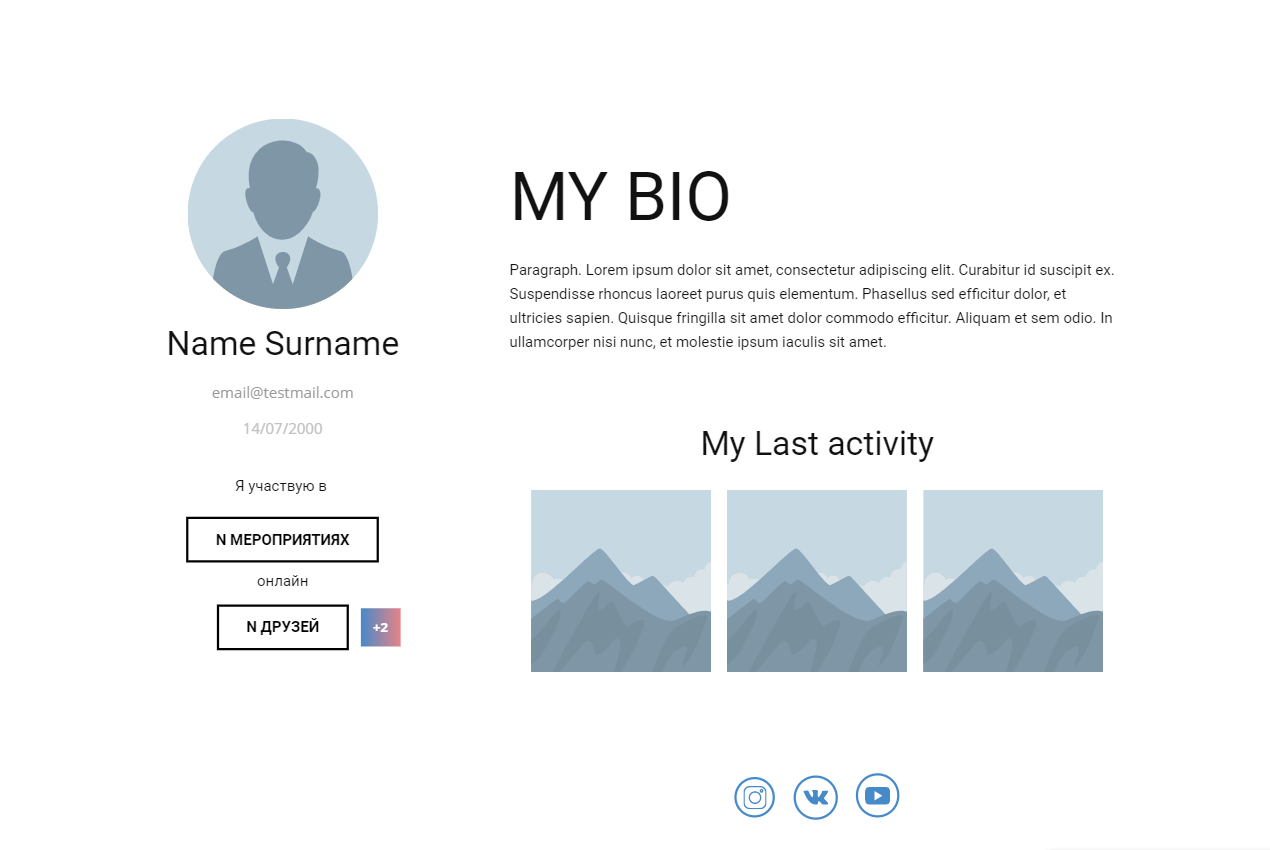 Name Surname
email@testmail.com
14/07/2000
Я участвую в
N МЕРОПРИЯТИЯХ
онлайн
N ДРУЗЕЙ
+2
MY BIO
Paragraph. Lorem ipsum dolor sit amet, consectetur adipiscing elit. Curabitur id suscipit ex.
Suspendisse rhoncus laoreet purus quis elementum. Phasellus sed efficitur dolor, et
ultricies sapien. Quisque fringilla sit amet dolor commodo efficitur. Aliquam et sem odio. In
ullamcorper nisi nunc, et molestie ipsum iaculis sit amet.
My Last activity